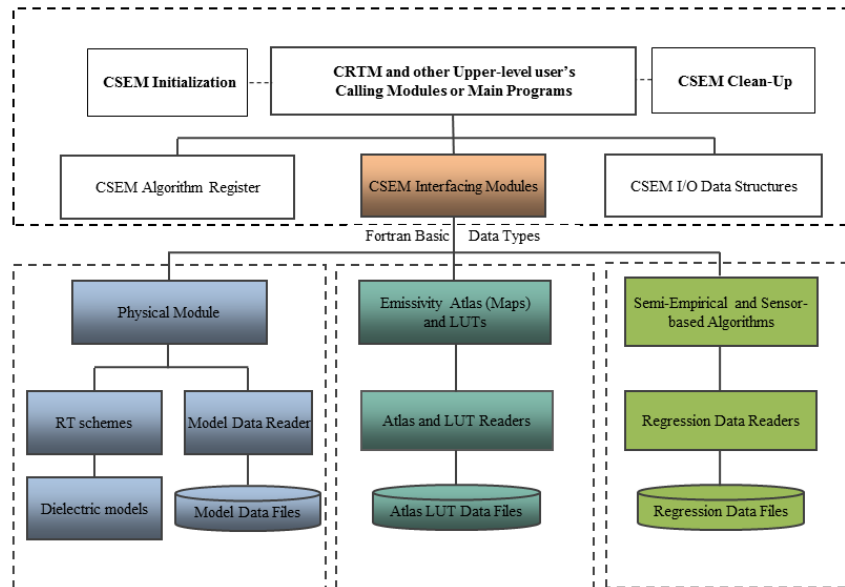 CSEM Initialization
CRTM and other Upper-level user's
Calling Modules or Main Programs
CSEM Clean-Up
CSEM Algorithm Register
CSEM Interfacing Modules
CSEM I/O Data Structures
Fortran Basic Data Types
Physical Module
Emissivity Atlas (Maps)
and LUTs
Semi-Empirical and Sensor-
based Algorithms
RT schemes
Model Data Reader
Atlas and LUT Readers
Regression Data Readers
Dielectric models
Model Data Files
Atlas LUT Data Files
Regression Data Files